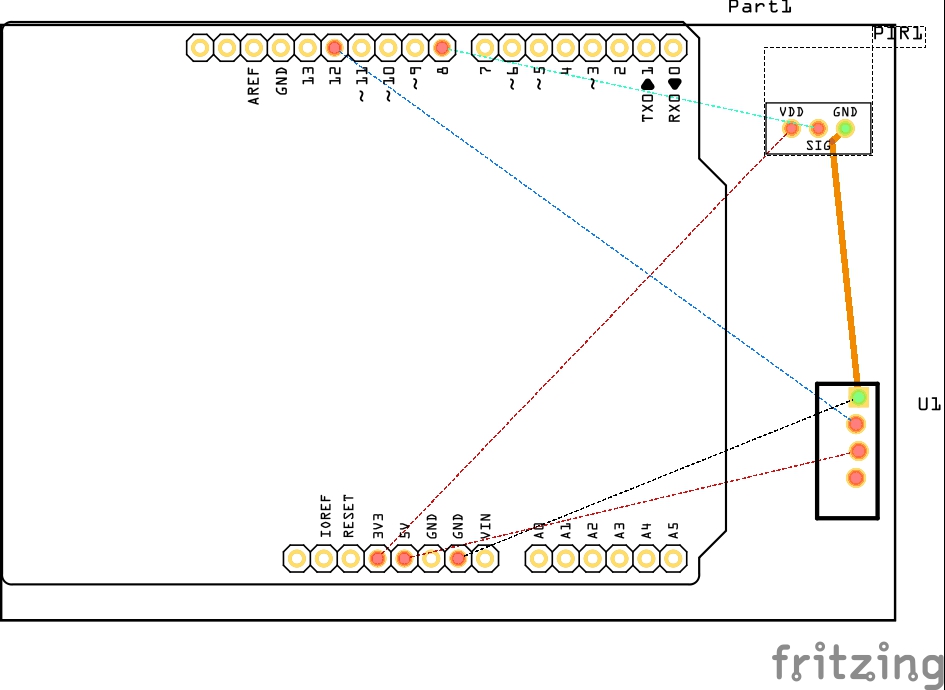 Part1
PIR1
AREF
GND
13
12
~11
~10
~9
8
7
~6
~5
4
~3
2
TX0 1
RX0 0
VDD GND
SIG
U1
IOREF
RESET
3V3
5V
GND
GND
VIN
A0
A1
A2
A3
A4
A5
fritzing